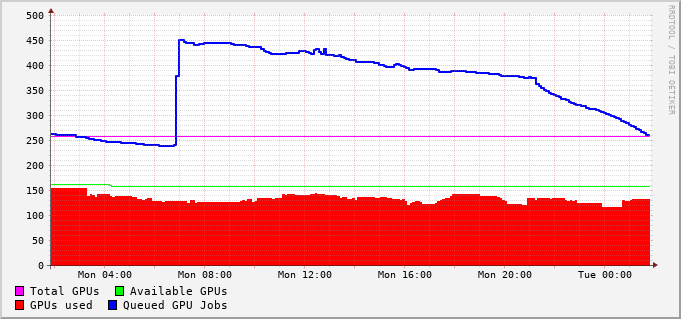 500
450
400
350
300
250
200
150
100
50
0
Mon 04:00 Mon 08:00 Mon 12:00 Mon 16:00 Mon 20:00 Tue 00:00
Total GPUs Available GPUs
GPUs used Queued GPU Jobs
RRDTOOL / TOBI OETIKER